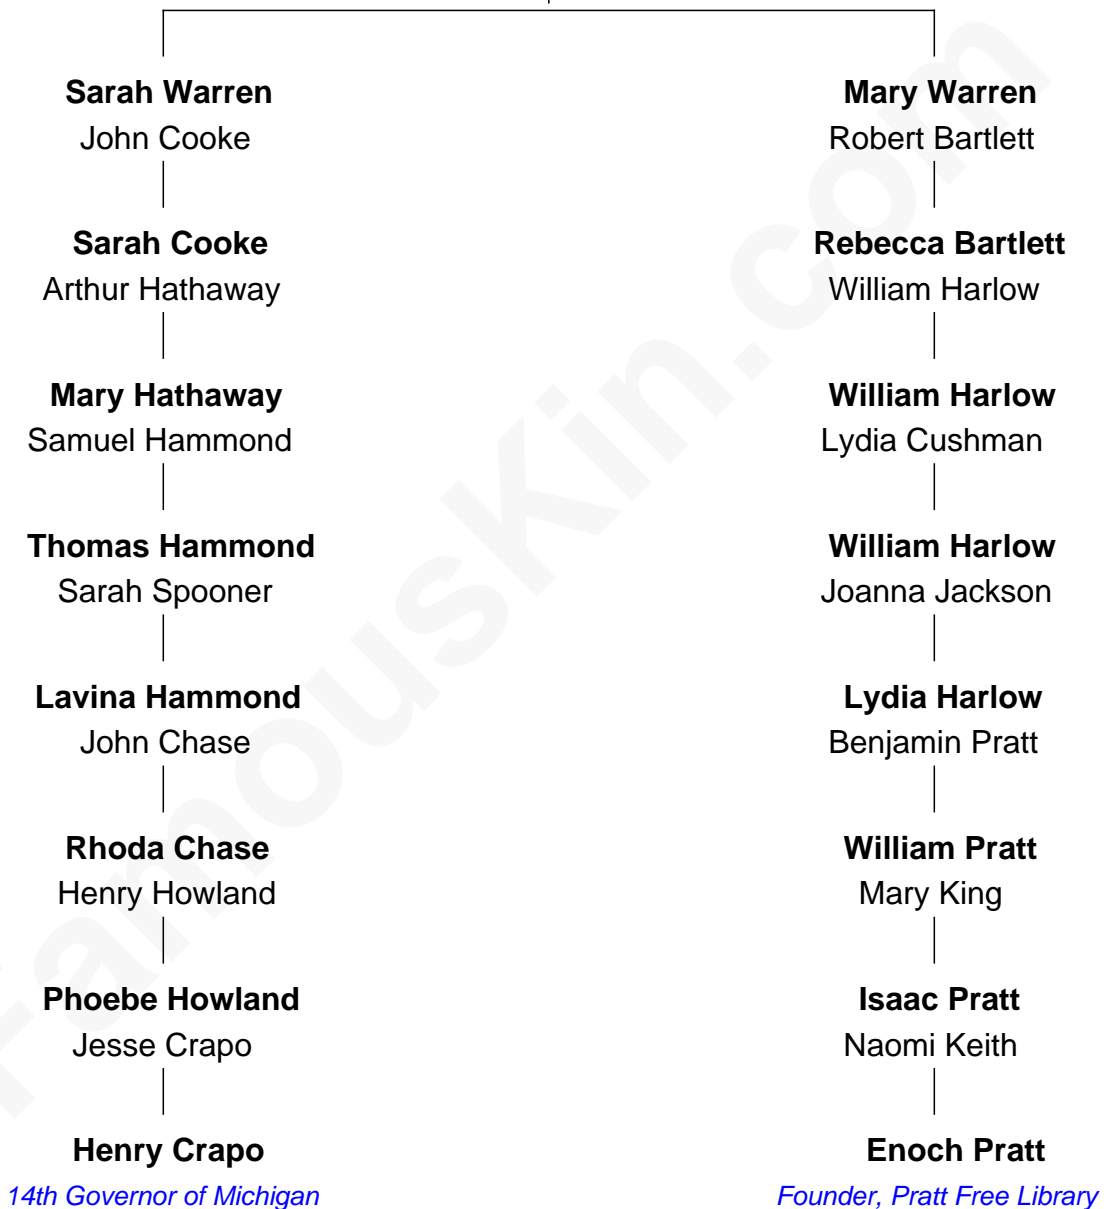 Sarah Warren
John Cooke
Sarah Cooke
Arthur Hathaway
Mary Hathaway
Samuel Hammond
Thomas Hammond
Sarah Spooner
Lavina Hammond
John Chase
Rhoda Chase
Henry Howland
Phoebe Howland
Jesse Crapo
Henry Crapo
14th Governor of Michigan
Mary Warren
Robert Bartlett
Rebecca Bartlett
William Harlow
William Harlow
Lydia Cushman
William Harlow
Joanna Jackson
Lydia Harlow
Benjamin Pratt
William Pratt
Mary King
Isaac Pratt
Naomi Keith
Enoch Pratt
Founder, Pratt Free Library
FamousKin.com